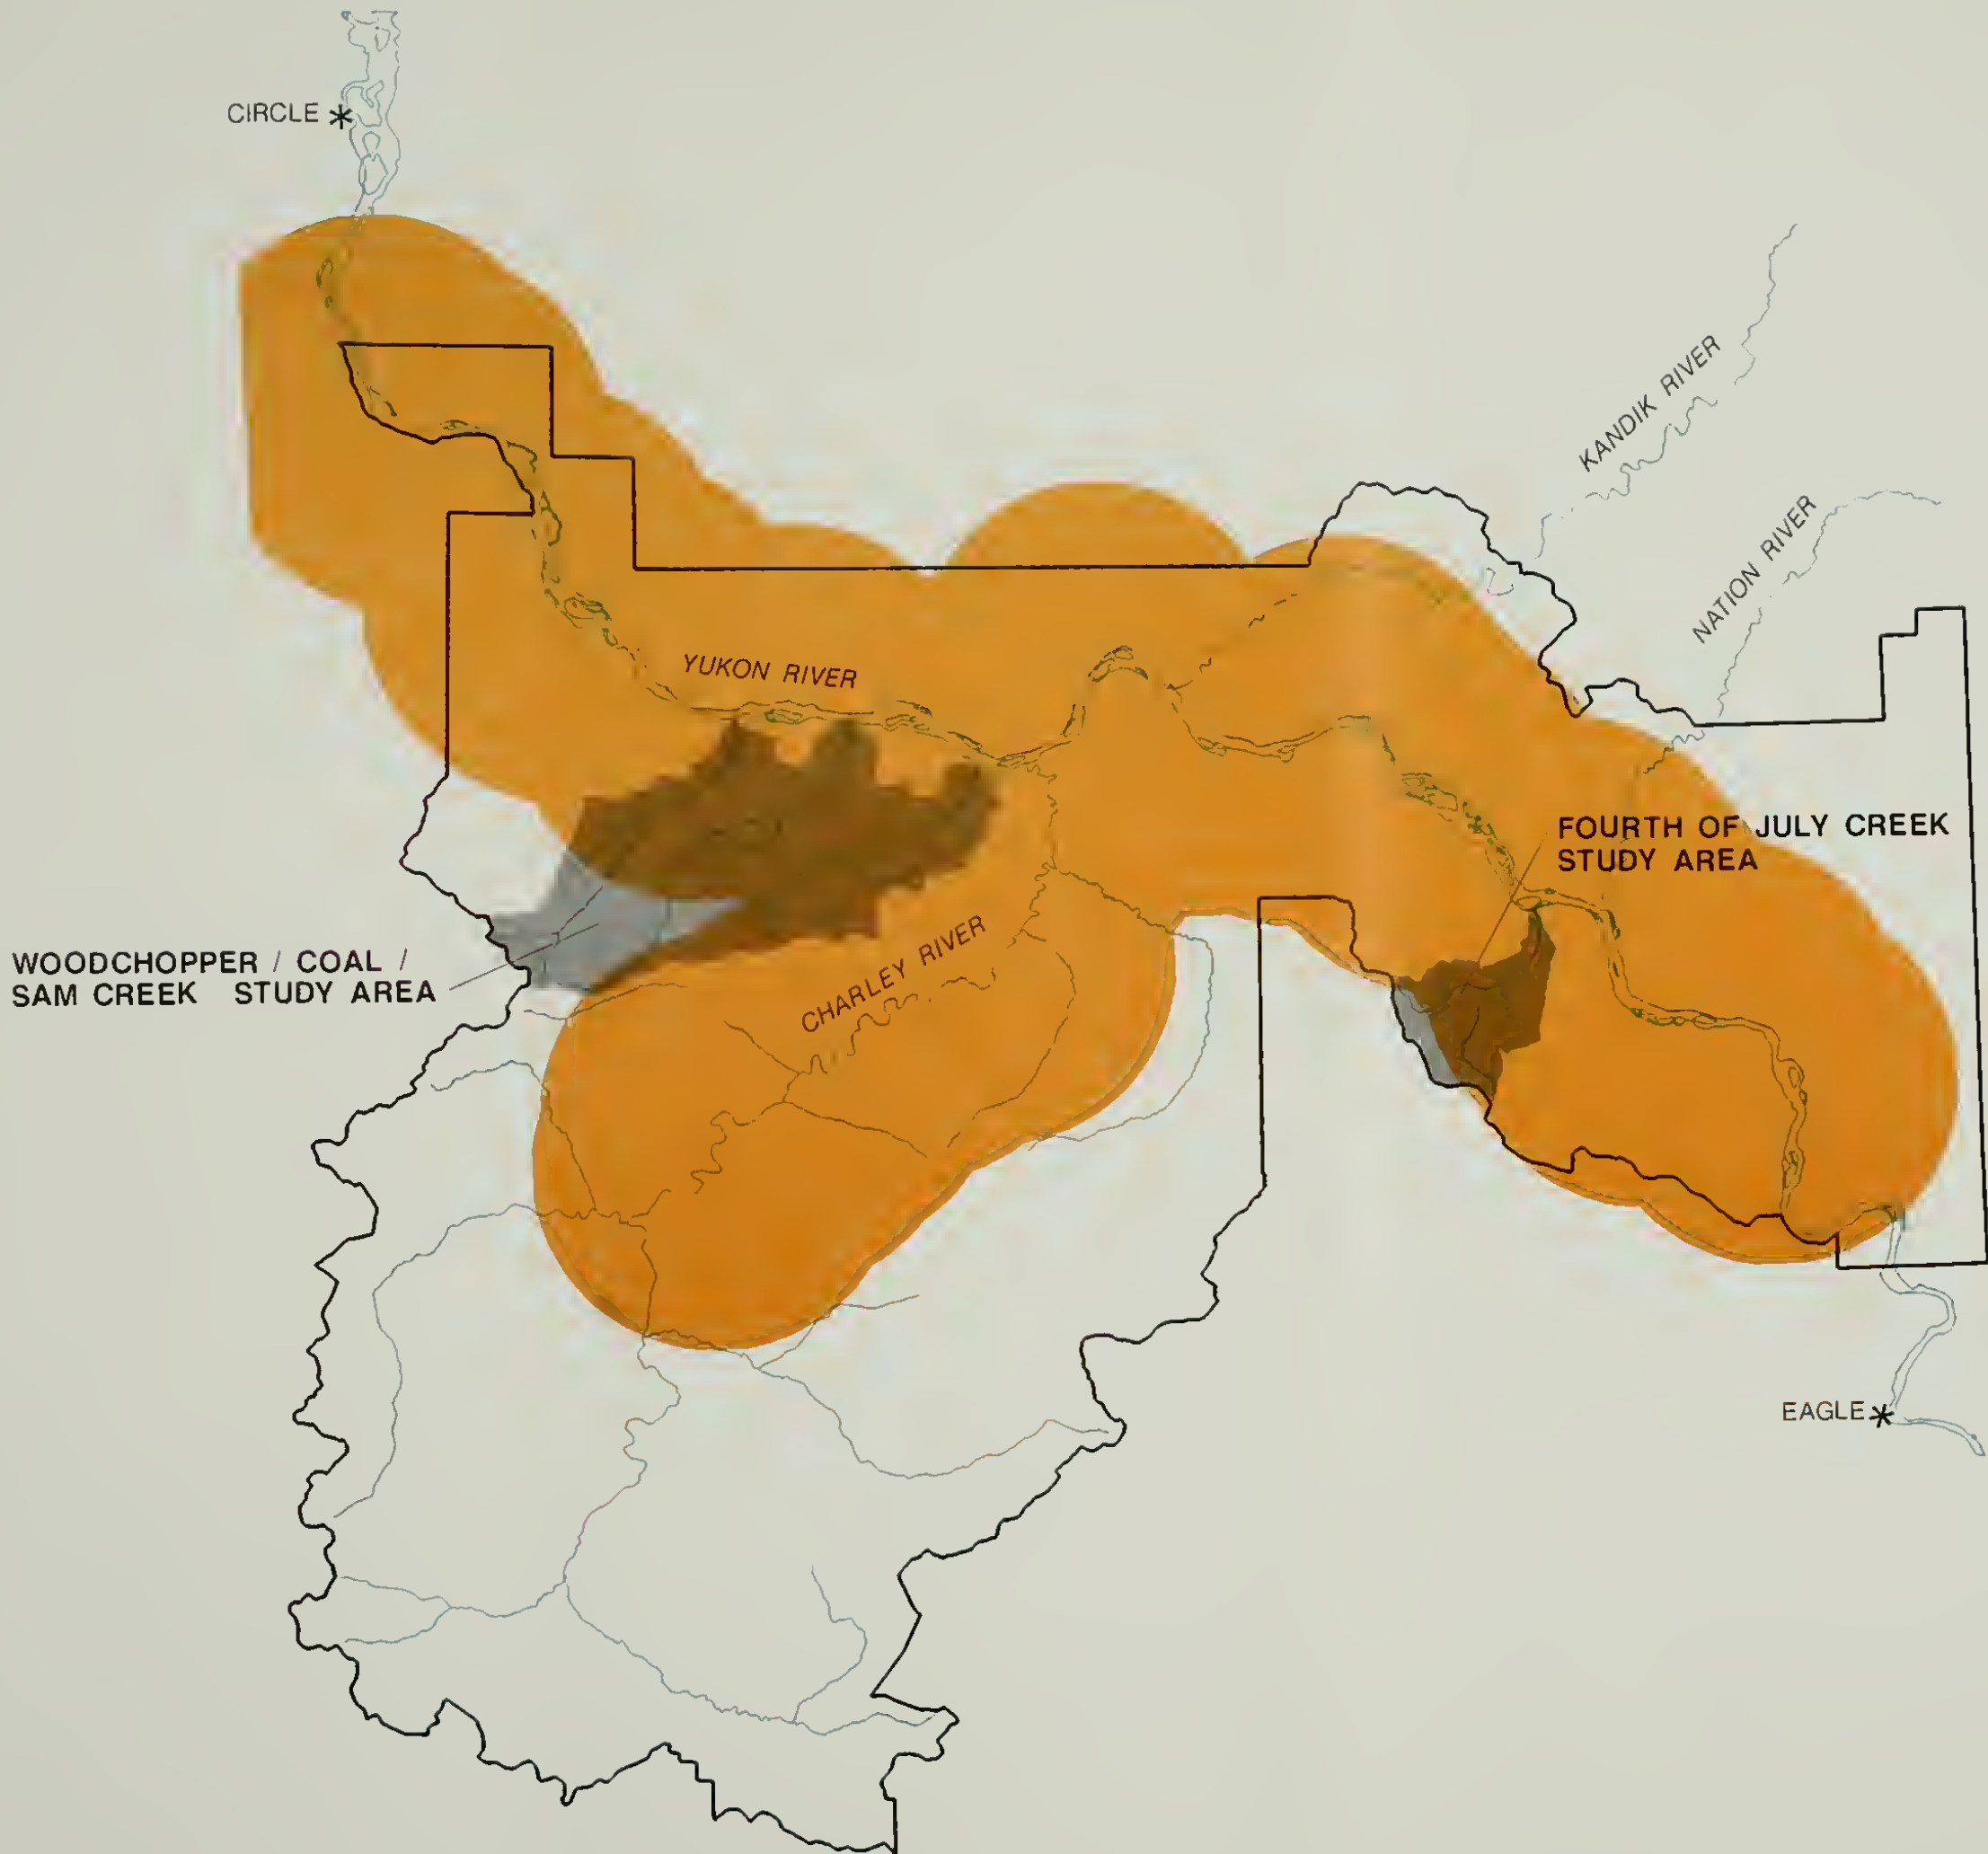 CIRCLE
KANDIK RIVER
NATION RIVER
YUKON RIVER
FOURTH OF JULY CREEK
STUDY AREA
WOODCHOPPER / COAL /
SAM CREEK STUDY AREA
CHARLEY RIVER
EAGLE